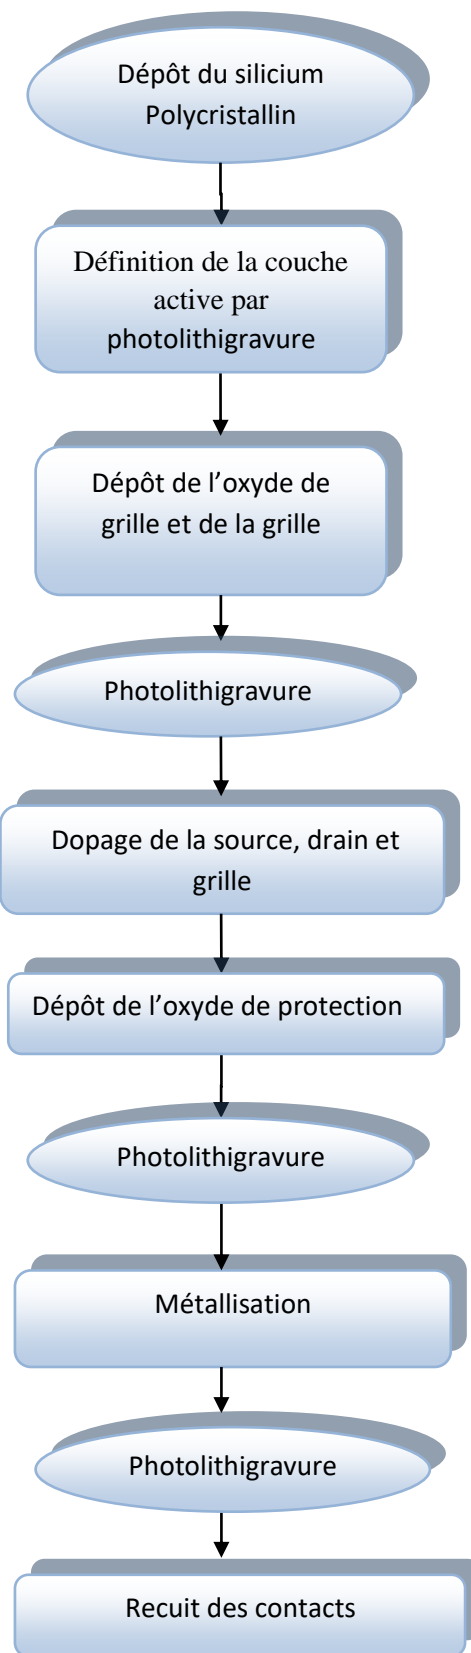 Dépôt du silicium
Polycristallin
Définition de la couche
active par
photolithigravure
Dépôt de l’oxyde de
grille et de la grille
Photolithigravure
Dopage de la source, drain et
grille
Dépôt de l’oxyde de protection
Photolithigravure
Métallisation
Photolithigravure
Recuit des contacts